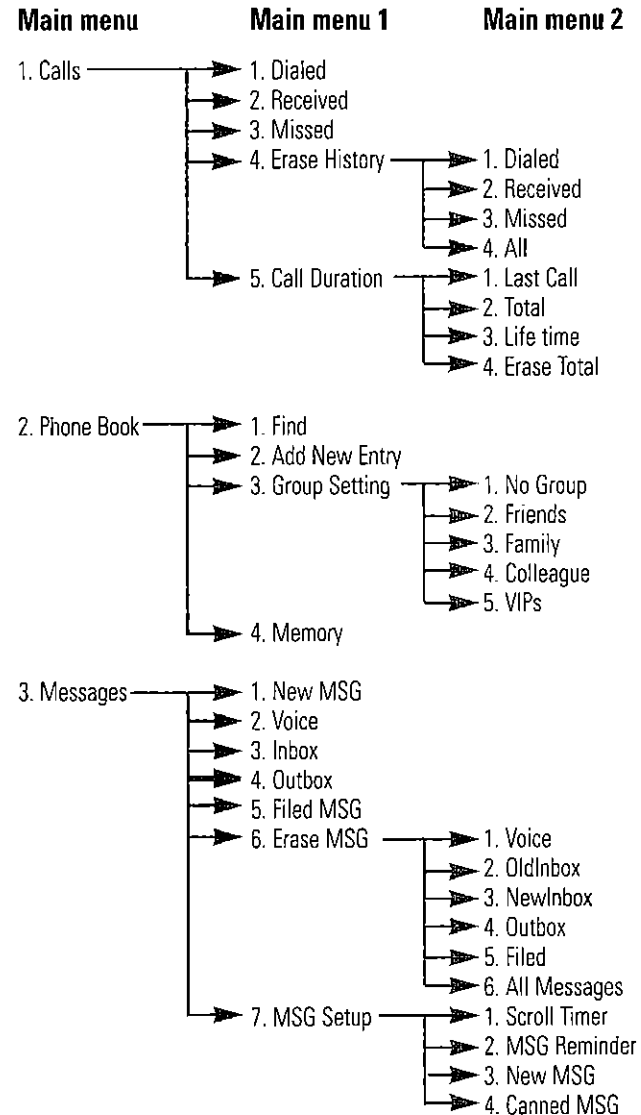 Main menu Main menu 1 Main menu 2
1. Calls 1. Dialed
2. Received
3. Missed
4. Erase History 1. Dialed
2. Received
3. Missed
4. All
5. Call Duration 1. Last Call
2. Total
3. Life time
4. Erase Total
2. Phone Book 1. Find
2. Add New Entry
3. Group Setting 1. No Group
2. Friends
3. Family
4. Colleague
5. VIPs
4. Memory
3. Messages 1. New MSG
2. Voice
3. Inbox
4. Outbox
5. Filed MSG
6. Erase MSG 1. Voice
2. OldInbox
3. NewInbox
4. Outbox
5. Filed
6. All Messages
7. MSG Setup 1. Scroll Timer
2. MSG Reminder
3. New MSG
4. Canned MSG